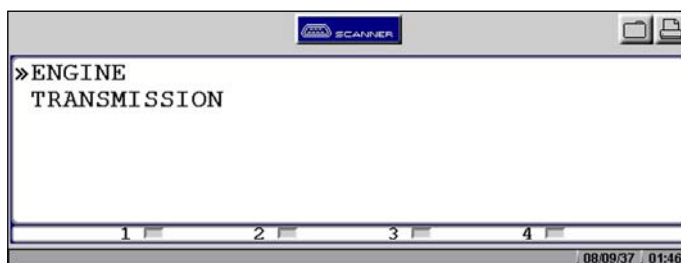 SCANNER
»ENGINE
TRANSMISSION
1 2 3 4
08/09/37 01:46